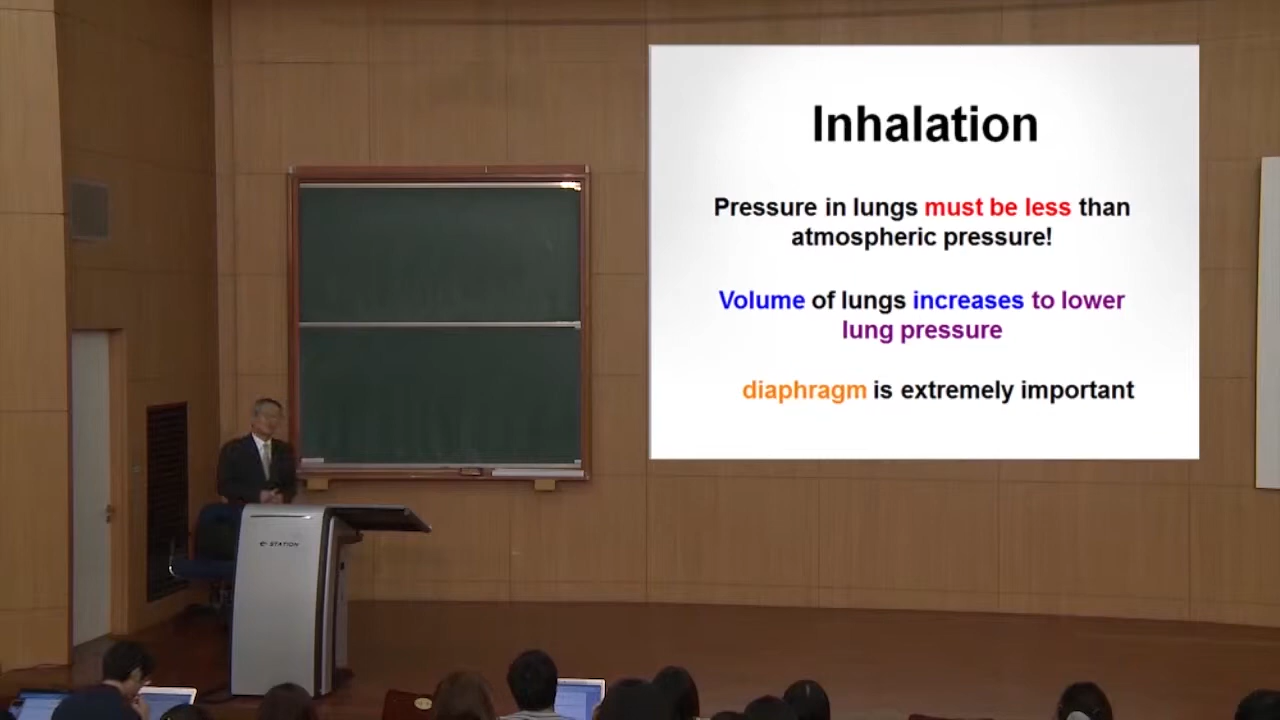 Inhalation
Pressure in lungs must be less than
atmospheric pressure!
Volume of lungs increases to lower
lung pressure
diaphragm is extremely important
e-STATION